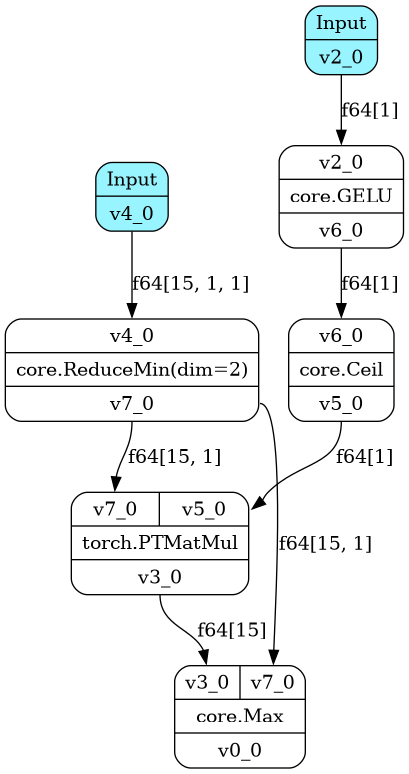 Input
v2_0
f64[1]
v2_0
core.GELU
v6_0
Input
v4_0
f64[15, 1, 1]
f64[1]
v4_0
core.ReduceMin(dim=2)
v7_0
v6_0
core.Ceil
v5_0
f64[15, 1]
f64[1]
v7_0 v5_0
torch.PTMatMul
v3_0
f64[15, 1]
f64[15]
v3_0 v7_0
core.Max
v0_0